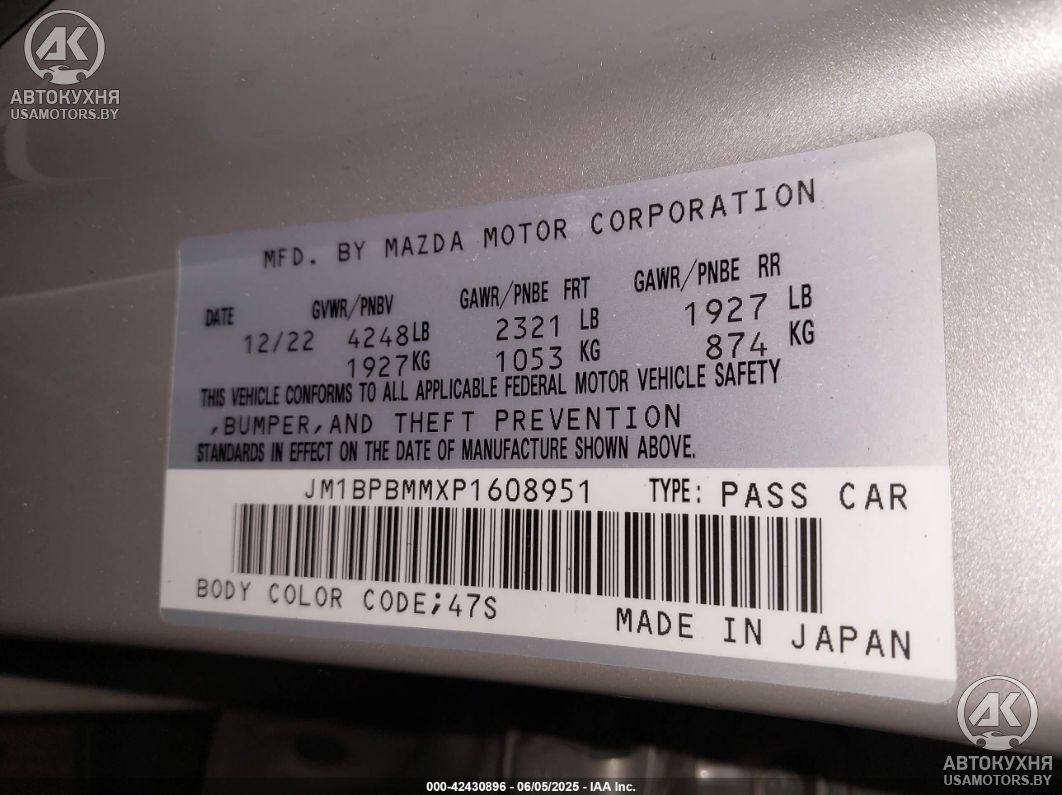 AK
АВТОКУХНЯ
USAMOTORS.BY
MFD. BY MAZDA MOTOR CORPORATION
DATE GVWR/PNBV GAWR/PNBE FRT GAWR/PNBE RR
12/22 4248LB 2321 LB 1927 LB
1927KG 1053 KG 874 KG
THIS VEHICLE CONFORMS TO ALL APPLICABLE FEDERAL MOTOR VEHICLE SAFETY
,BUMPER,AND THEFT PREVENTION
STANDARDS IN EFFECT ON THE DATE OF MANUFACTURE SHOWN ABOVE.
JM1BPBMMXP1608951 TYPE: PASS CAR
BODY COLOR CODE;47S
MADE IN JAPAN
AK
АВТОКУХНЯ
USAMOTORS.BY
000-42430896 - 06/05/2025 - IAA Inc.